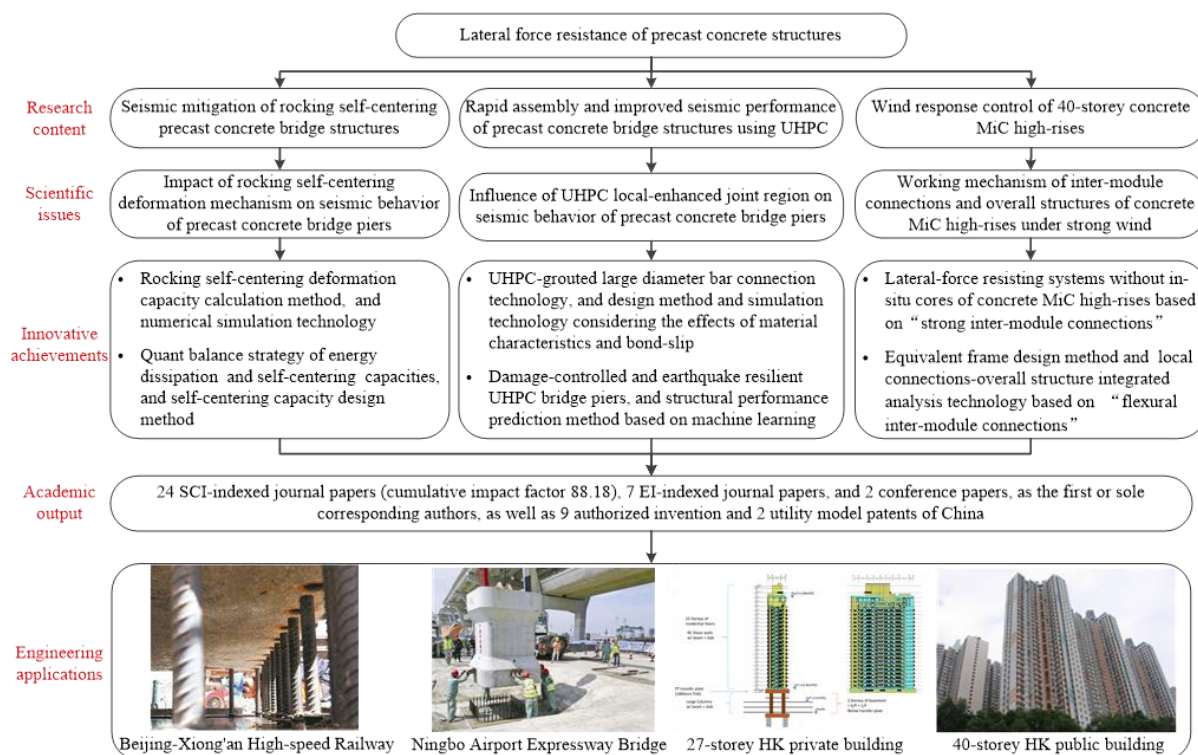 Lateral force resistance of precast concrete structures
Research
content
Seismic mitigation of rocking self-centering
precast concrete bridge structures
Rapid assembly and improved seismic performance
of precast concrete bridge structures using UHPC
Wind response control of 40-storey concrete
MiC high-rises
Scientific
issues
Impact of rocking self-centering
deformation mechanism on seismic behavior
of precast concrete bridge piers
Influence of UHPC local-enhanced joint region on
seismic behavior of precast concrete bridge piers
Working mechanism of inter-module
connections and overall structures of concrete
MiC high-rises under strong wind
Innovative
achievements
• Rocking self-centering deformation
capacity calculation method, and
numerical simulation technology
• Quant balance strategy of energy
dissipation and self-centering capacities,
and self-centering capacity design
method
• UHPC-grouted large diameter bar connection
technology, and design method and simulation
technology considering the effects of material
characteristics and bond-slip
• Damage-controlled and earthquake resilient
UHPC bridge piers, and structural performance
prediction method based on machine learning
• Lateral-force resisting systems without in-
situ cores of concrete MiC high-rises based
on “strong inter-module connections”
• Equivalent frame design method and local
connections-overall structure integrated
analysis technology based on “flexural
inter-module connections”
Academic
output
24 SCI-indexed journal papers (cumulative impact factor 88.18), 7 EI-indexed journal papers, and 2 conference papers, as the first or sole
corresponding authors, as well as 9 authorized invention and 2 utility model patents of China
Engineering
applications
Beijing-Xiong'an High-speed Railway
Ningbo Airport Expressway Bridge
27-storey HK private building
40-storey HK public building